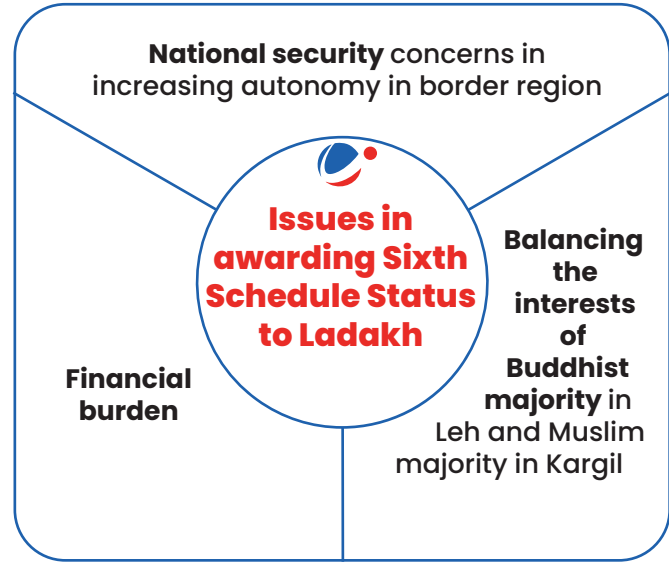 National security concerns in
increasing autonomy in border region
Issues in
awarding Sixth
Schedule Status
to Ladakh
Financial
burden
Balancing
the
interests
of
Buddhist
majority in
Leh and Muslim
majority in Kargil